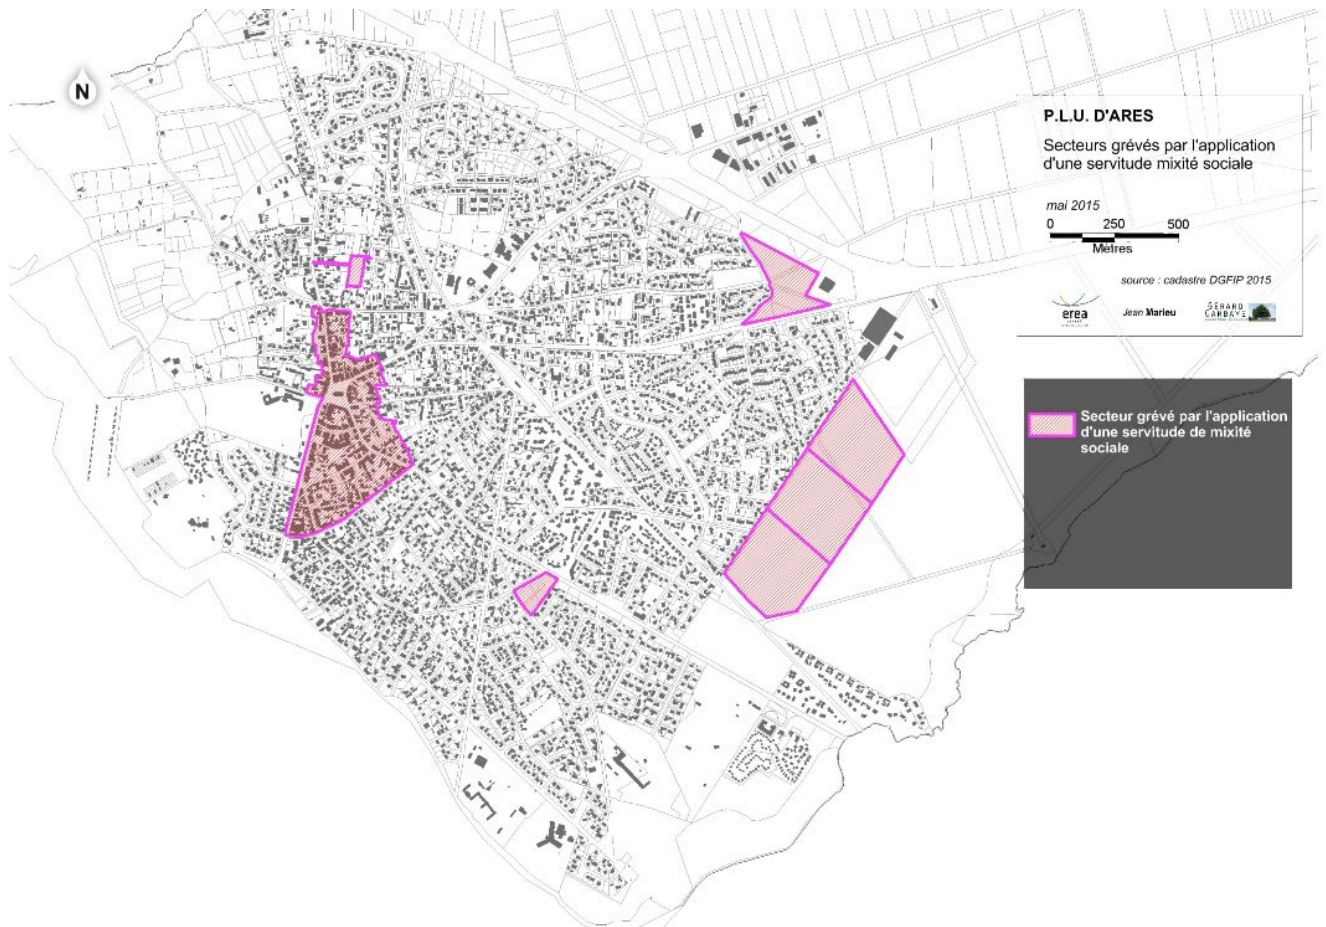 N
P.L.U. D'ARES
Secteurs grévés par l'application
d'une servitude mixité sociale
mai 2015
0 250 500
Mètres
source : cadastre DGFIP 2015
erea
Jean Marieu
GÉRARD
GARBAYE
Secteur grévé par l'application
d'une servitude de mixité
sociale